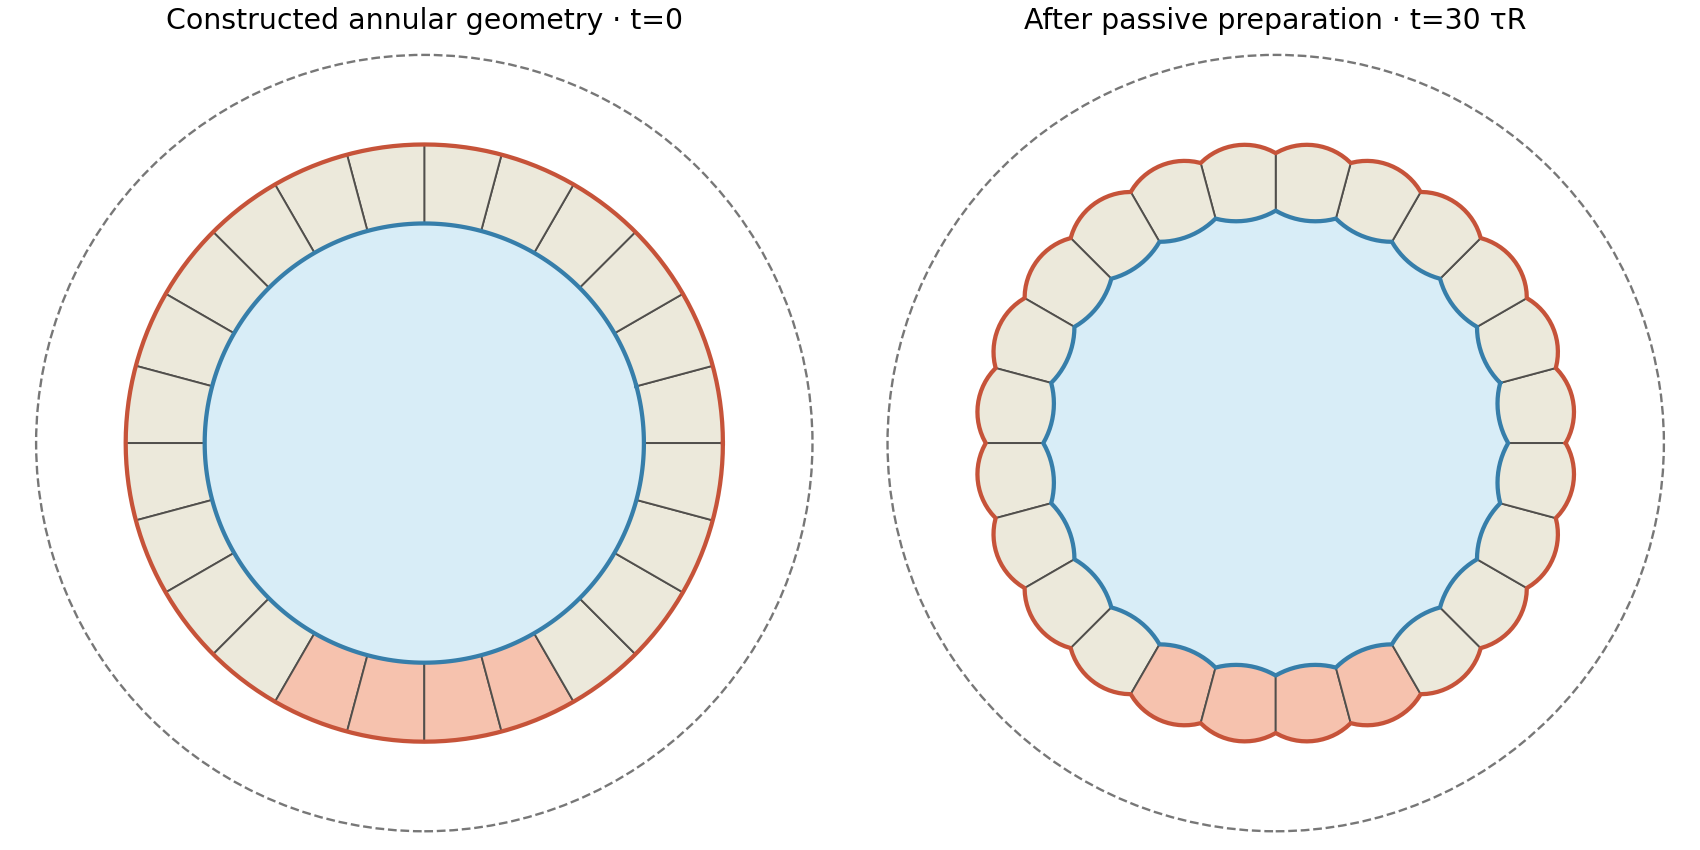 Constructed annular geometry · t=0
After passive preparation · t=30 τR